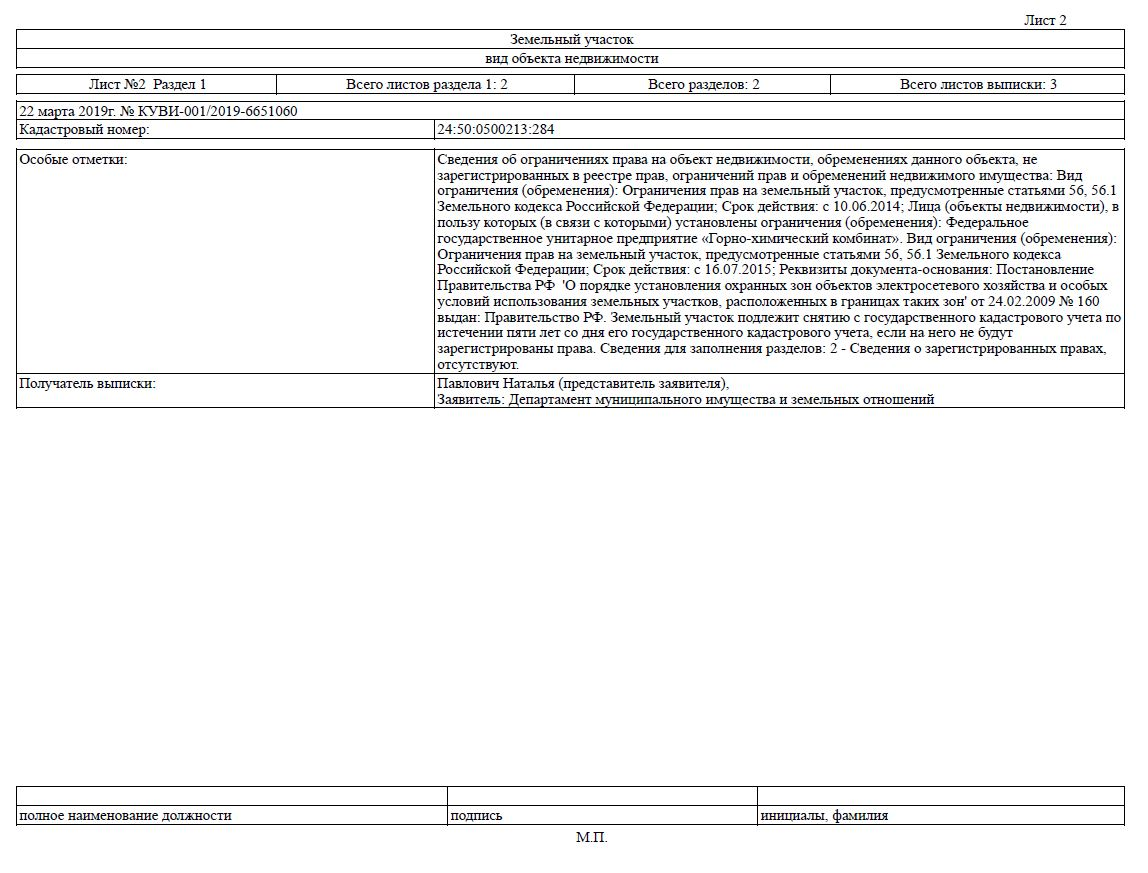 Лист 2
Земельный участок
вид объекта недвижимости
Лист №2 Раздел 1 Всего листов раздела 1: 2 Всего разделов: 2 Всего листов выписки: 3
22 марта 2019г. № КУВИ-001/2019-6651060
Кадастровый номер: 24:50:0500213:284
Особые отметки: Сведения об ограничениях права на объект недвижимости, обременениях данного объекта, не
зарегистрированных в реестре прав, ограничений прав и обременений недвижимого имущества: Вид
ограничения (обременения): Ограничения прав на земельный участок, предусмотренные статьями 56, 56.1
Земельного кодекса Российской Федерации; Срок действия: с 10.06.2014; Лица (объекты недвижимости), в
пользу которых (в связи с которыми) установлены ограничения (обременения): Федеральное
государственное унитарное предприятие «Горно-химический комбинат». Вид ограничения (обременения):
Ограничения прав на земельный участок, предусмотренные статьями 56, 56.1 Земельного кодекса
Российской Федерации; Срок действия: с 16.07.2015; Реквизиты документа-основания: Постановление
Правительства РФ 'О порядке установления охранных зон объектов электросетевого хозяйства и особых
условий использования земельных участков, расположенных в границах таких зон' от 24.02.2009 № 160
выдан: Правительство РФ. Земельный участок подлежит снятию с государственного кадастрового учета по
истечении пяти лет со дня его государственного кадастрового учета, если на него не будут
зарегистрированы права. Сведения для заполнения разделов: 2 - Сведения о зарегистрированных правах,
отсутствуют.
Получатель выписки: Павлович Наталья (представитель заявителя),
Заявитель: Департамент муниципального имущества и земельных отношений
полное наименование должности подпись инициалы, фамилия
М.П.